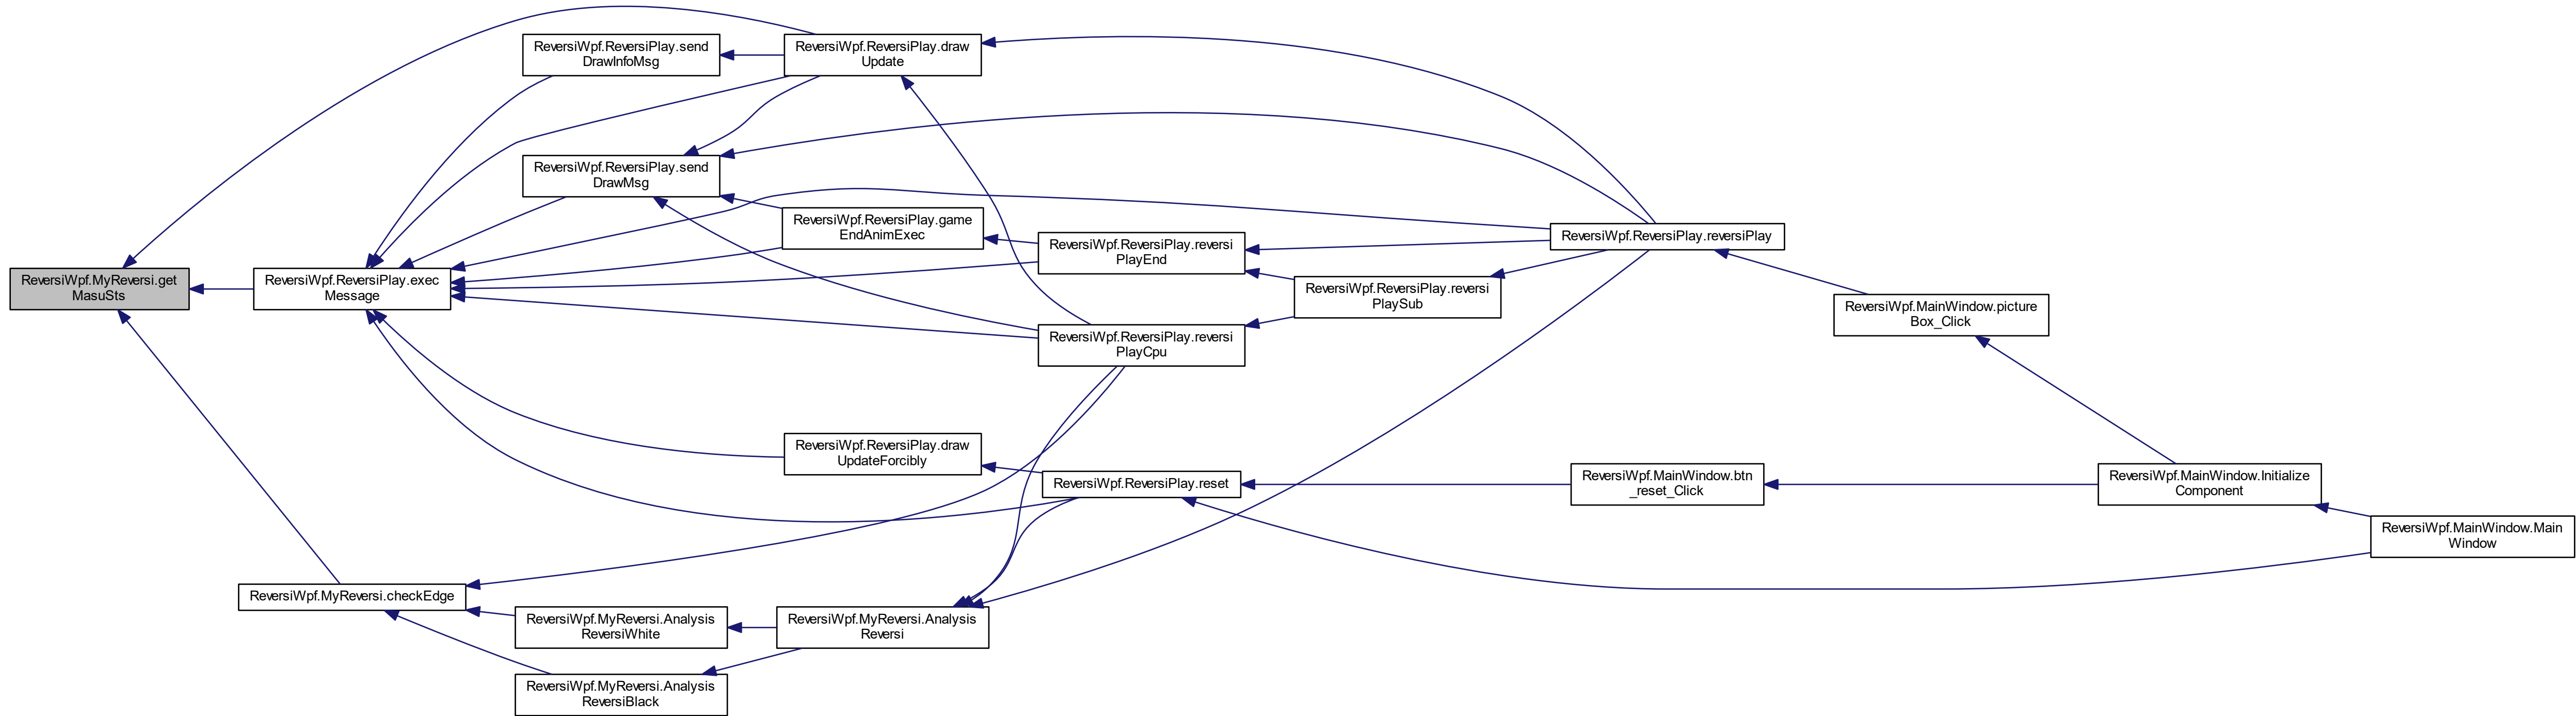 ReversiWpf.MyReversi.get
MasuSts
ReversiWpf.ReversiPlay.exec
Message
ReversiWpf.MyReversi.checkEdge
ReversiWpf.ReversiPlay.send
DrawInfoMsg
ReversiWpf.ReversiPlay.send
DrawMsg
ReversiWpf.MyReversi.Analysis
ReversiWhite
ReversiWpf.MyReversi.Analysis
ReversiBlack
ReversiWpf.ReversiPlay.draw
Update
ReversiWpf.ReversiPlay.game
EndAnimExec
ReversiWpf.ReversiPlay.draw
UpdateForcibly
ReversiWpf.MyReversi.Analysis
Reversi
ReversiWpf.ReversiPlay.reversi
PlayEnd
ReversiWpf.ReversiPlay.reversi
PlayCpu
ReversiWpf.ReversiPlay.reset
ReversiWpf.ReversiPlay.reversi
PlaySub
ReversiWpf.ReversiPlay.reversiPlay
ReversiWpf.MainWindow.btn
_reset_Click
ReversiWpf.MainWindow.picture
Box_Click
ReversiWpf.MainWindow.Initialize
Component
ReversiWpf.MainWindow.Main
Window